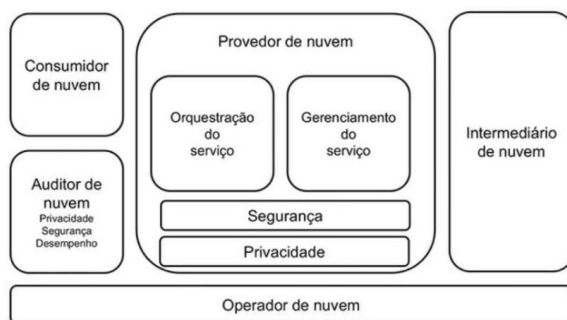 Consumidor
de nuvem
Auditor de
nuvem
Privacidade
Segurança
Desempenho
Provedor de nuvem
Orquestração
do
serviço
Gerenciamento
do
serviço
Segurança
Privacidade
Intermediário
de nuvem
Operador de nuvem